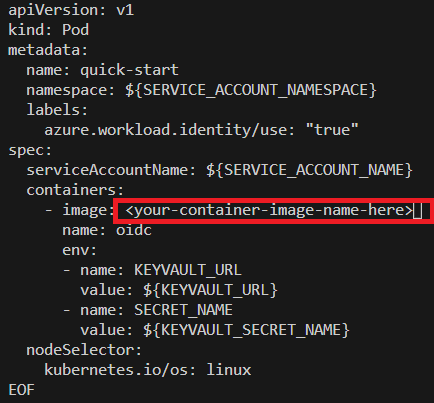 apiVersion: v1
kind: Pod
metadata:
  name: quick-start
  namespace: ${SERVICE_ACCOUNT_NAMESPACE}
  labels:
    azure.workload.identity/use: "true"
spec:
  serviceAccountName: ${SERVICE_ACCOUNT_NAME}
  containers:
    - image: <your-container-image-name-here>
      name: oidc
      env:
      - name: KEYVAULT_URL
        value: ${KEYVAULT_URL}
      - name: SECRET_NAME
        value: ${KEYVAULT_SECRET_NAME}
  nodeSelector:
    kubernetes.io/os: linux
EOF